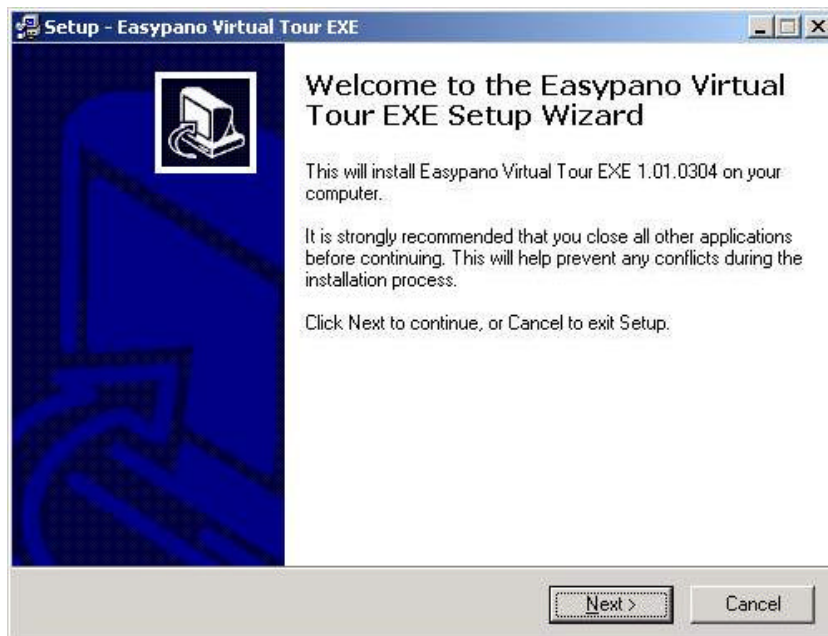 Setup - Easypano Virtual Tour EXE
Welcome to the Easypano Virtual
Tour EXE Setup Wizard
This will install Easypano Virtual Tour EXE 1.01.0304 on your
computer.
It is strongly recommended that you close all other applications
before continuing. This will help prevent any conflicts during the
installation process.
Click Next to continue, or Cancel to exit Setup.
Next >
Cancel